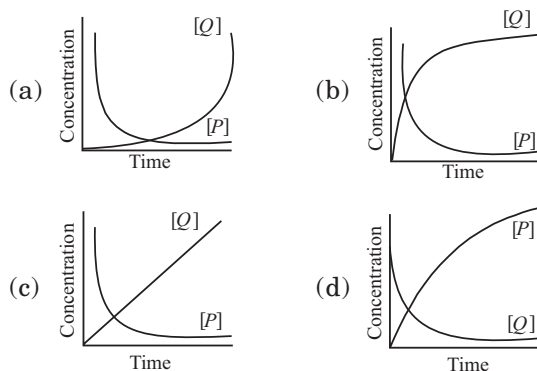 (a)
Concentration
[Q]
[P]
Time
(b)
Concentration
[Q]
[P]
Time
(c)
Concentration
[Q]
[P]
Time
(d)
Concentration
[P]
[Q]
Time